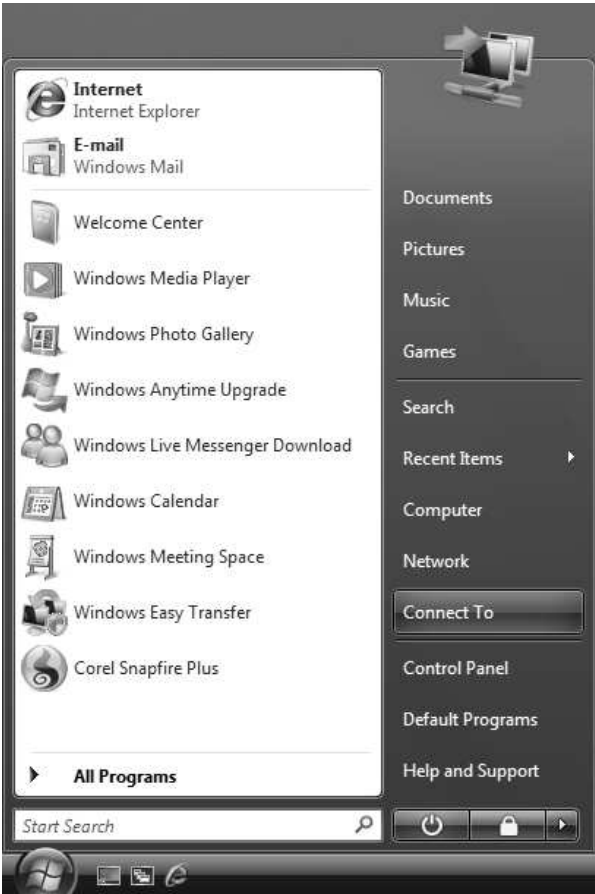 Internet
Internet Explorer
E-mail
Windows Mail
Welcome Center
Windows Media Player
Windows Photo Gallery
Windows Anytime Upgrade
Windows Live Messenger Download
Windows Calendar
Windows Meeting Space
Windows Easy Transfer
Corel Snapfire Plus
All Programs
Start Search
Documents
Pictures
Music
Games
Search
Recent Items
Computer
Network
Connect To
Control Panel
Default Programs
Help and Support